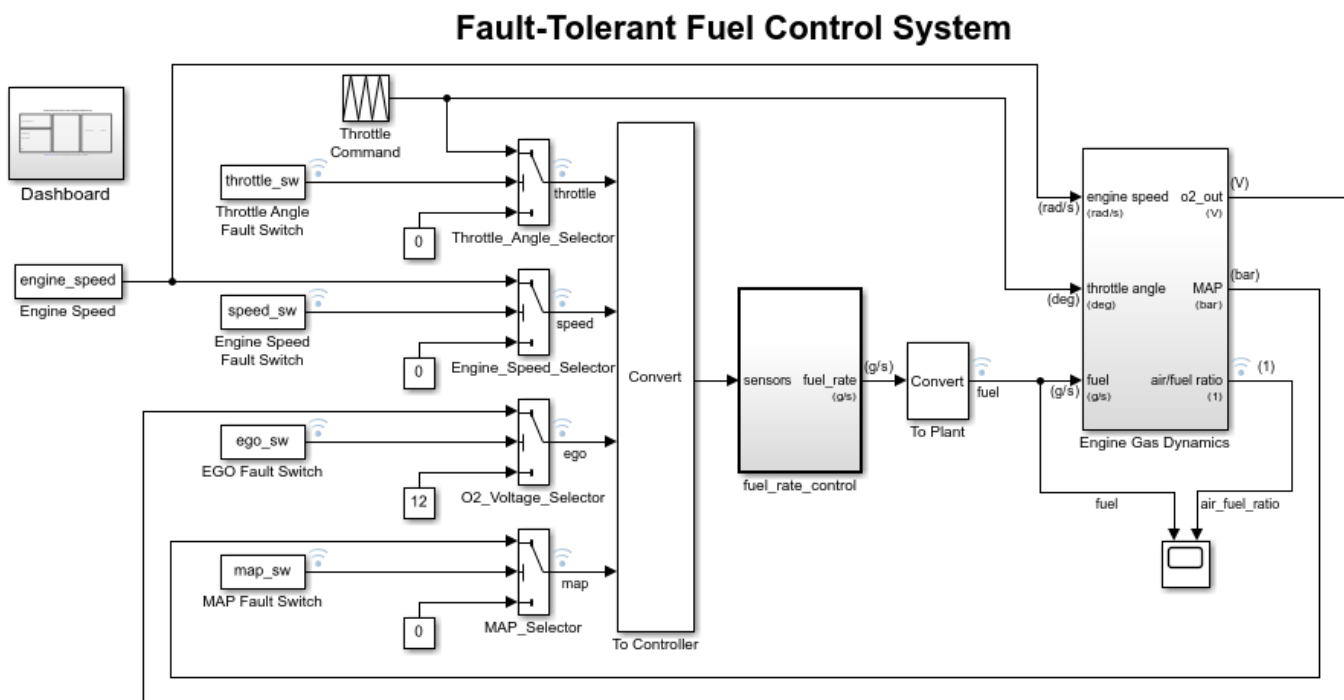 Fault-Tolerant Fuel Control System
Dashboard
Throttle
Command
throttle_sw
Throttle Angle
Fault Switch
0
throttle
Throttle_Angle_Selector
engine_speed
Engine Speed
speed_sw
Engine Speed
Fault Switch
0
speed
Engine_Speed_Selector
ego_sw
EGO Fault Switch
12
ego
O2_Voltage_Selector
map_sw
MAP Fault Switch
0
map
MAP_Selector
Convert
To Controller
sensors
fuel_rate
(g/s)
fuel_rate_control
(g/s)
Convert
To Plant
fuel
(rad/s)
engine speed
(rad/s)
o2_out
(V)
(V)
(deg)
throttle angle
(deg)
MAP
(bar)
(bar)
(g/s)
fuel
(g/s)
air/fuel ratio
(1)
(1)
Engine Gas Dynamics
fuel
air_fuel_ratio